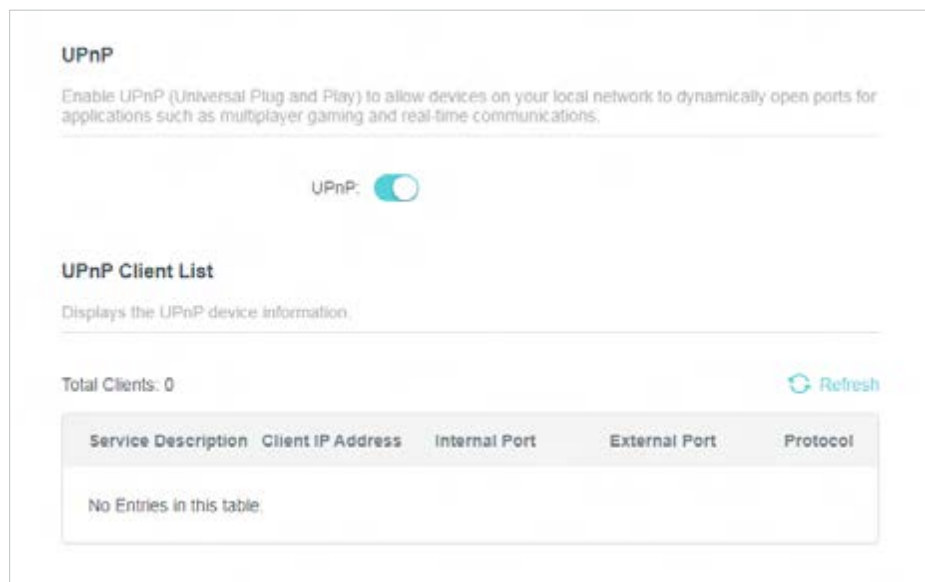 UPnP
Enable UPnP (Universal Plug and Play) to allow devices on your local network to dynamically open ports for
applications such as multiplayer gaming and real-time communications.
UPnP:
UPnP Client List
Displays the UPnP device information.
Total Clients: 0 Refresh
Service Description Client IP Address Internal Port External Port Protocol
No Entries in this table.